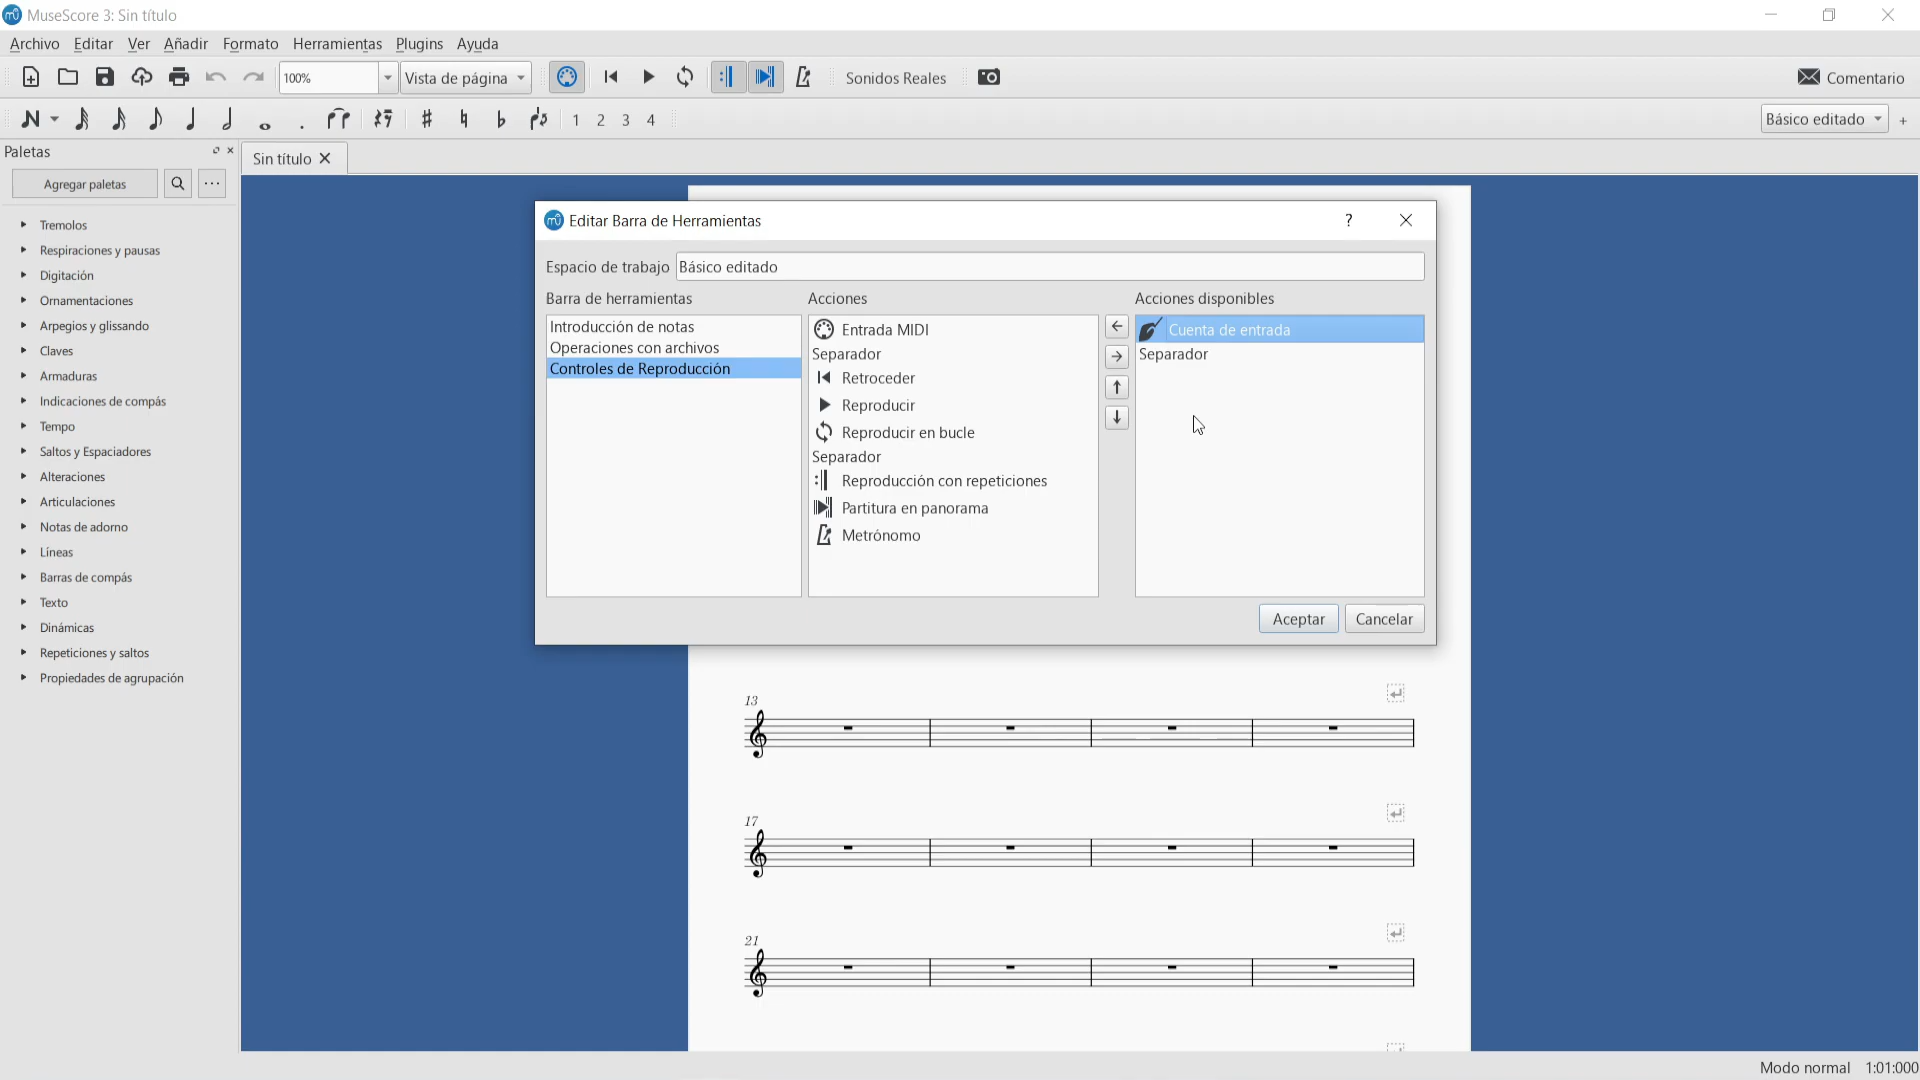 MuseScore 3: Sin título
Archivo Editar Ver Añadir Formato Herramientas Plugins Ayuda
100% Vista de página Sonidos Reales Comentario
1 2 3 4 Básico editado +
Paletas
Sin título
Agregar paletas ...
Tremolos
Respiraciones y pausas
Digitación
Ornamentaciones
Arpegios y glissando
Claves
Armaduras
Indicaciones de compás
Tempo
Saltos y Espaciadores
Alteraciones
Articulaciones
Notas de adorno
Líneas
Barras de compás
Texto
Dinámicas
Repeticiones y saltos
Propiedades de agrupación
Editar Barra de Herramientas ?
Espacio de trabajo Básico editado
Barra de herramientas
Introducción de notas
Operaciones con archivos
Controles de Reproducción
Acciones
Entrada MIDI
Separador
Retroceder
Reproducir
Reproducir en bucle
Separador
Reproducción con repeticiones
Partitura en panorama
Metrónomo
Acciones disponibles
Cuenta de entrada
Separador
Aceptar Cancelar
13
17
21
Modo normal 1:01:000